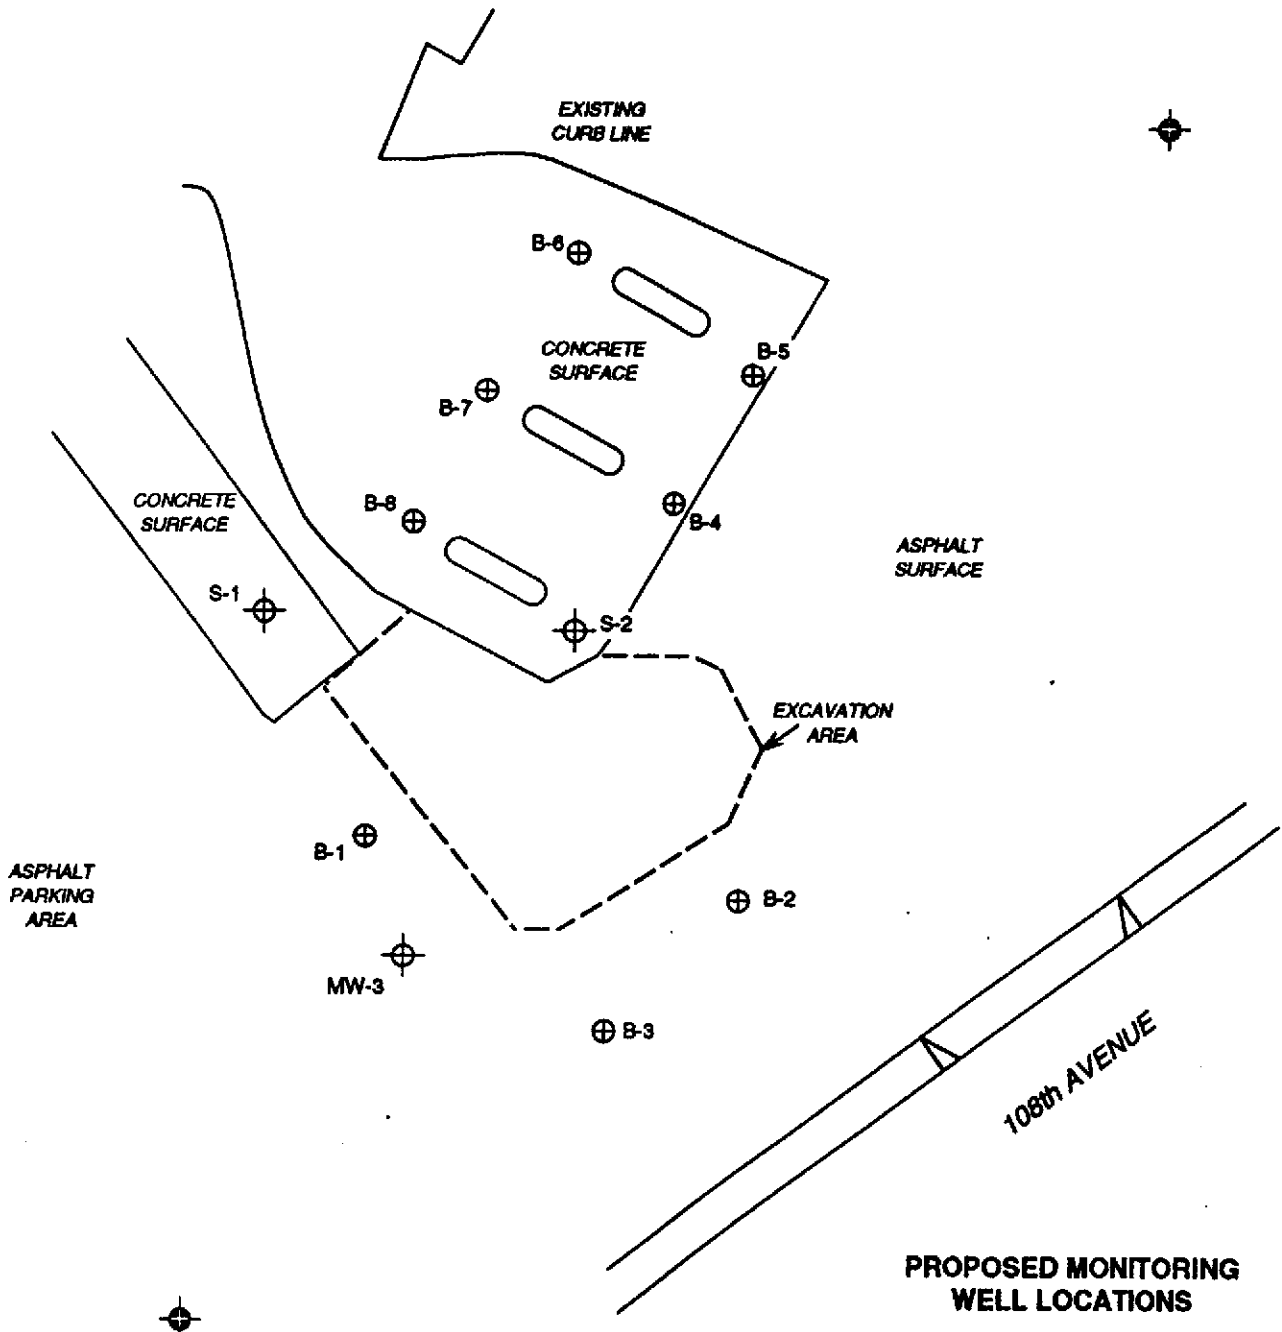 EXISTING
CURB LINE
B-6
CONCRETE
SURFACE
B-5
B-7
CONCRETE
SURFACE
B-8
B-4
ASPHALT
SURFACE
S-1
S-2
EXCAVATION
AREA
B-1
ASPHALT
PARKING
AREA
B-2
MW-3
B-3
108th AVENUE
PROPOSED MONITORING
WELL LOCATIONS